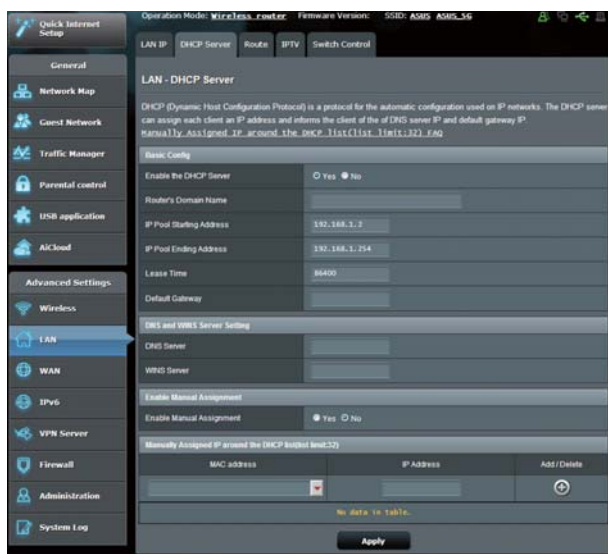 Quick Internet
Setup
Operation Mode: Wireless router Firmware Version: SSID: ASUS ASUS_5G
LAN IP DHCP Server Route IPTV Switch Control
General
Network Map
Guest Network
Traffic Manager
Parental control
USB application
AiCloud
Advanced Settings
Wireless
LAN
WAN
IPv6
VPN Server
Firewall
Administration
System Log
LAN - DHCP Server
DHCP (Dynamic Host Configuration Protocol) is a protocol for the automatic configuration used on IP networks. The DHCP serve
can assign each client an IP address and informs the client of the of DNS server IP and default gateway IP.
Manually Assigned IP around the DHCP list(list limit:32) FAQ
Basic Config
Enable the DHCP Server Yes No
Router's Domain Name
IP Pool Starting Address 192.168.1.2
IP Pool Ending Address 192.168.1.254
Lease Time 86400
Default Gateway
DNS and WINS Server Setting
DNS Server
WINS Server
Enable Manual Assignment
Enable Manual Assignment Yes No
Manually Assigned IP around the DHCP list(list limit:32)
MAC address IP Address Add / Delete
No data in table.
Apply